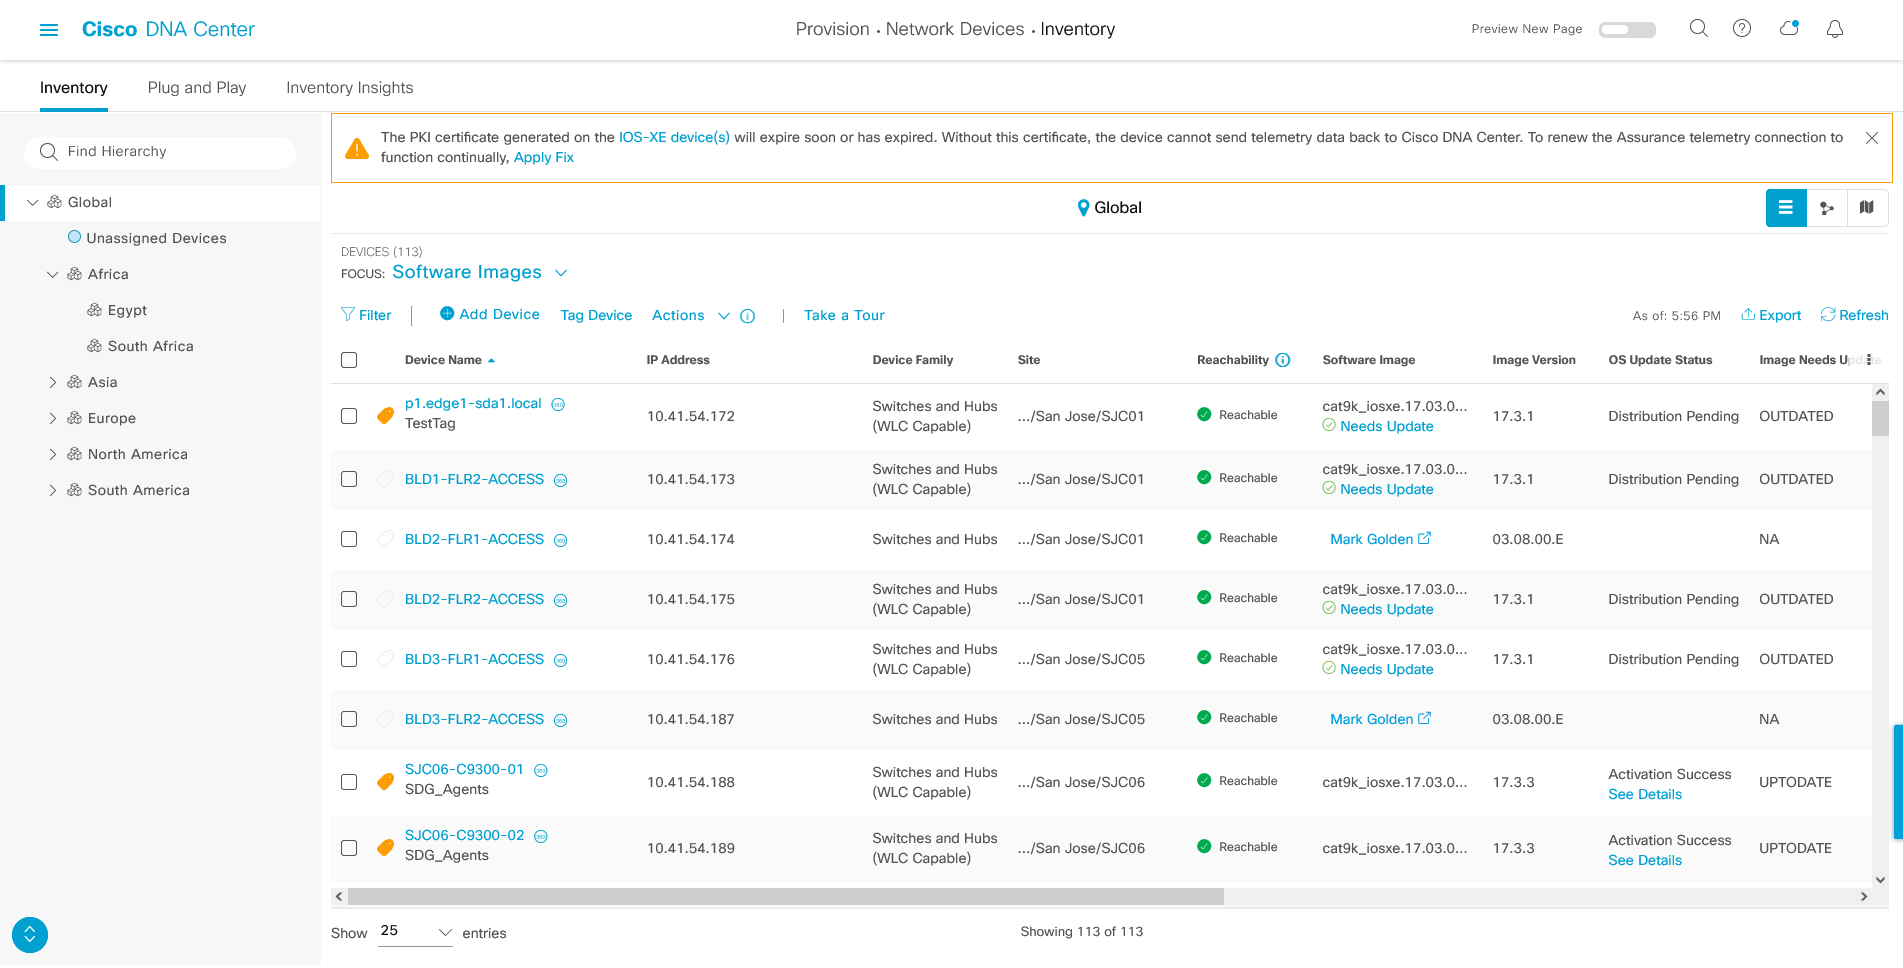 Cisco DNA Center
Provision • Network Devices • Inventory
Preview New Page
Inventory
Plug and Play
Inventory Insights
Find Hierarchy
Global
Unassigned Devices
Africa
Egypt
South Africa
Asia
Europe
North America
South America
The PKI certificate generated on the IOS-XE device(s) will expire soon or has expired. Without this certificate, the device cannot send telemetry data back to Cisco DNA Center. To renew the Assurance telemetry connection to
function continually, Apply Fix
Global
DEVICES (113)
FOCUS: Software Images
Filter
Add Device
Tag Device
Actions
Take a Tour
As of: 5:56 PM
Export
Refresh
Device Name IP Address Device Family Site Reachability Software Image Image Version OS Update Status Image Needs Update
p1.edge1-sda1.local
TestTag
10.41.54.172
Switches and Hubs
(WLC Capable)
.../San Jose/SJC01
Reachable
cat9k_iosxe.17.03.0...
Needs Update
17.3.1
Distribution Pending
OUTDATED
BLD1-FLR2-ACCESS
10.41.54.173
Switches and Hubs
(WLC Capable)
.../San Jose/SJC01
Reachable
cat9k_iosxe.17.03.0...
Needs Update
17.3.1
Distribution Pending
OUTDATED
BLD2-FLR1-ACCESS
10.41.54.174
Switches and Hubs
.../San Jose/SJC01
Reachable
Mark Golden
03.08.00.E
NA
BLD2-FLR2-ACCESS
10.41.54.175
Switches and Hubs
(WLC Capable)
.../San Jose/SJC01
Reachable
cat9k_iosxe.17.03.0...
Needs Update
17.3.1
Distribution Pending
OUTDATED
BLD3-FLR1-ACCESS
10.41.54.176
Switches and Hubs
(WLC Capable)
.../San Jose/SJC05
Reachable
cat9k_iosxe.17.03.0...
Needs Update
17.3.1
Distribution Pending
OUTDATED
BLD3-FLR2-ACCESS
10.41.54.187
Switches and Hubs
.../San Jose/SJC05
Reachable
Mark Golden
03.08.00.E
NA
SJC06-C9300-01
SDG_Agents
10.41.54.188
Switches and Hubs
(WLC Capable)
.../San Jose/SJC06
Reachable
cat9k_iosxe.17.03.0...
17.3.3
Activation Success
See Details
UPTODATE
SJC06-C9300-02
SDG_Agents
10.41.54.189
Switches and Hubs
(WLC Capable)
.../San Jose/SJC06
Reachable
cat9k_iosxe.17.03.0...
17.3.3
Activation Success
See Details
UPTODATE
Show 25 entries
Showing 113 of 113